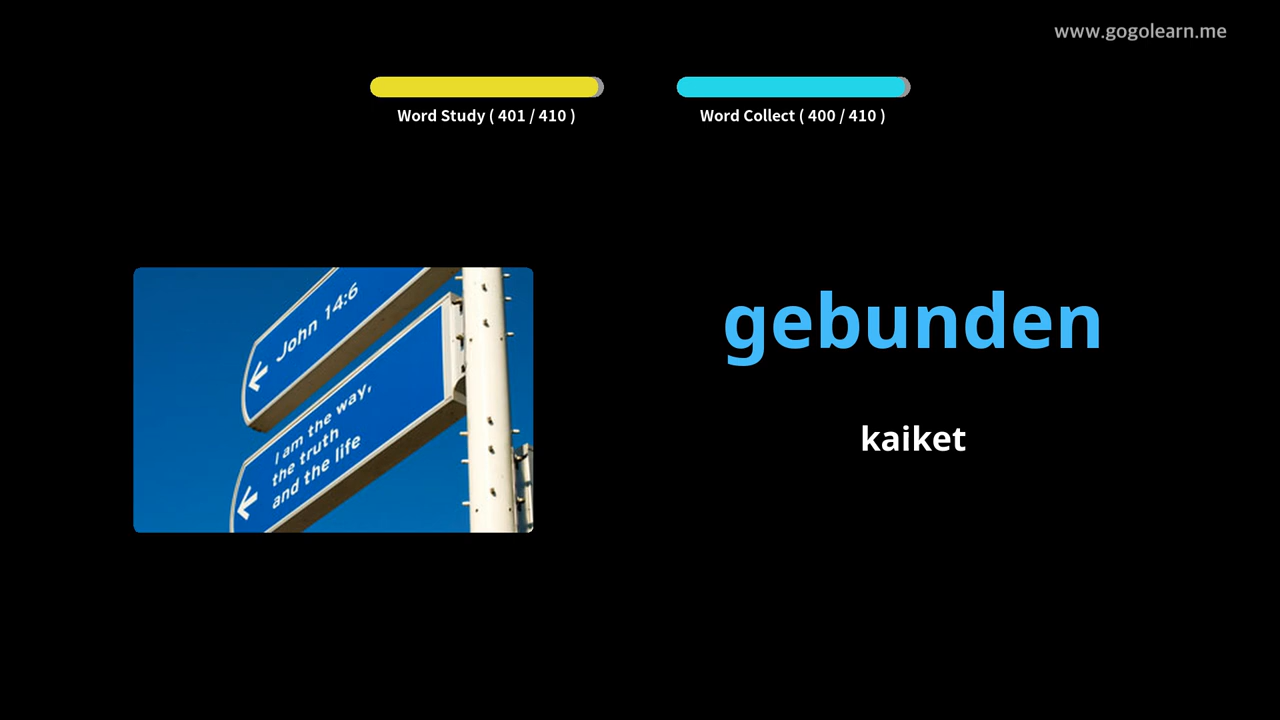 www.gogolearn.me
Word Study ( 401 / 410 )
Word Collect ( 400 / 410 )
John 14:6
I am the way,
the truth
and the life
gebunden
kaiket